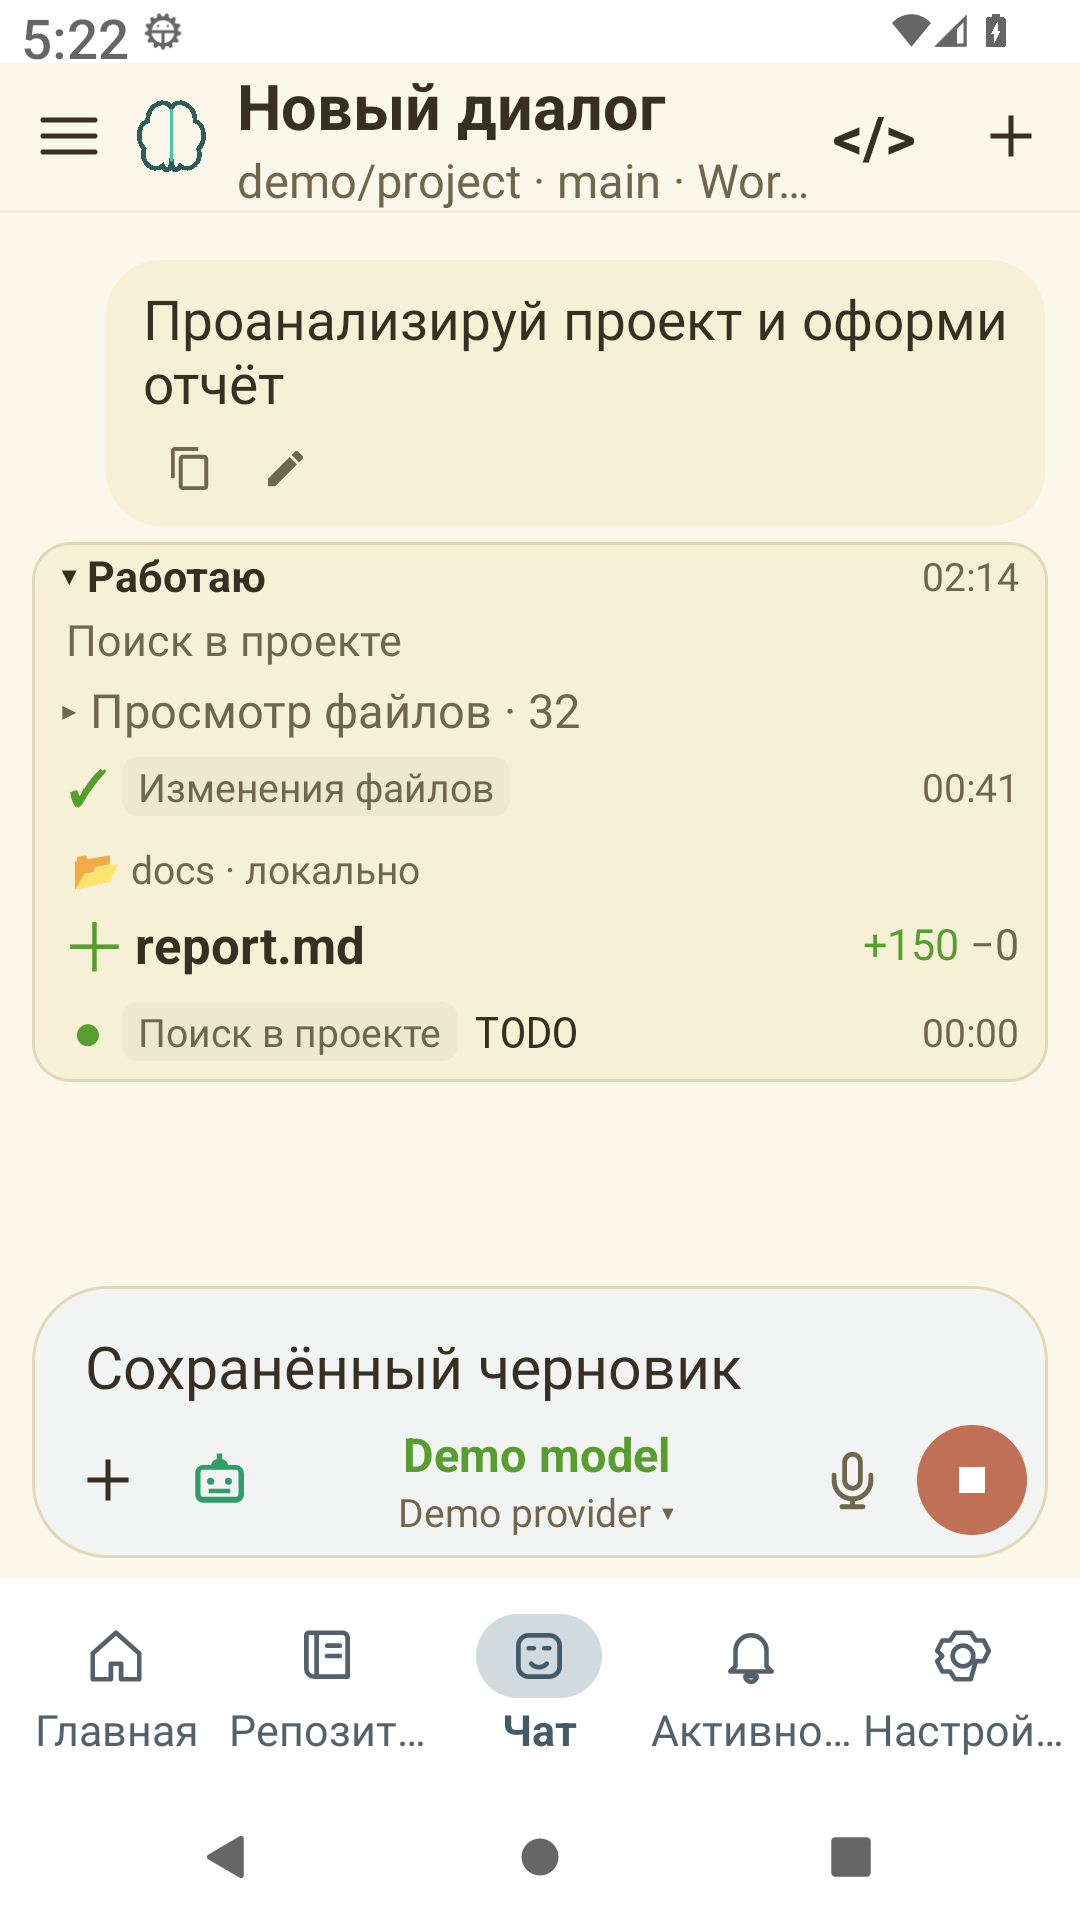 5:22
Новый диалог
</>
demo/project · main · Wor...
Проанализируй проект и оформи
отчёт
▾ Работаю 02:14
Поиск в проекте
▸ Просмотр файлов · 32
✓ Изменения файлов 00:41
docs · локально
+ report.md +150 −0
● Поиск в проекте TODO 00:00
Сохранённый черновик
Demo model
Demo provider ▾
Главная Репозит... Чат Активно... Настрой...